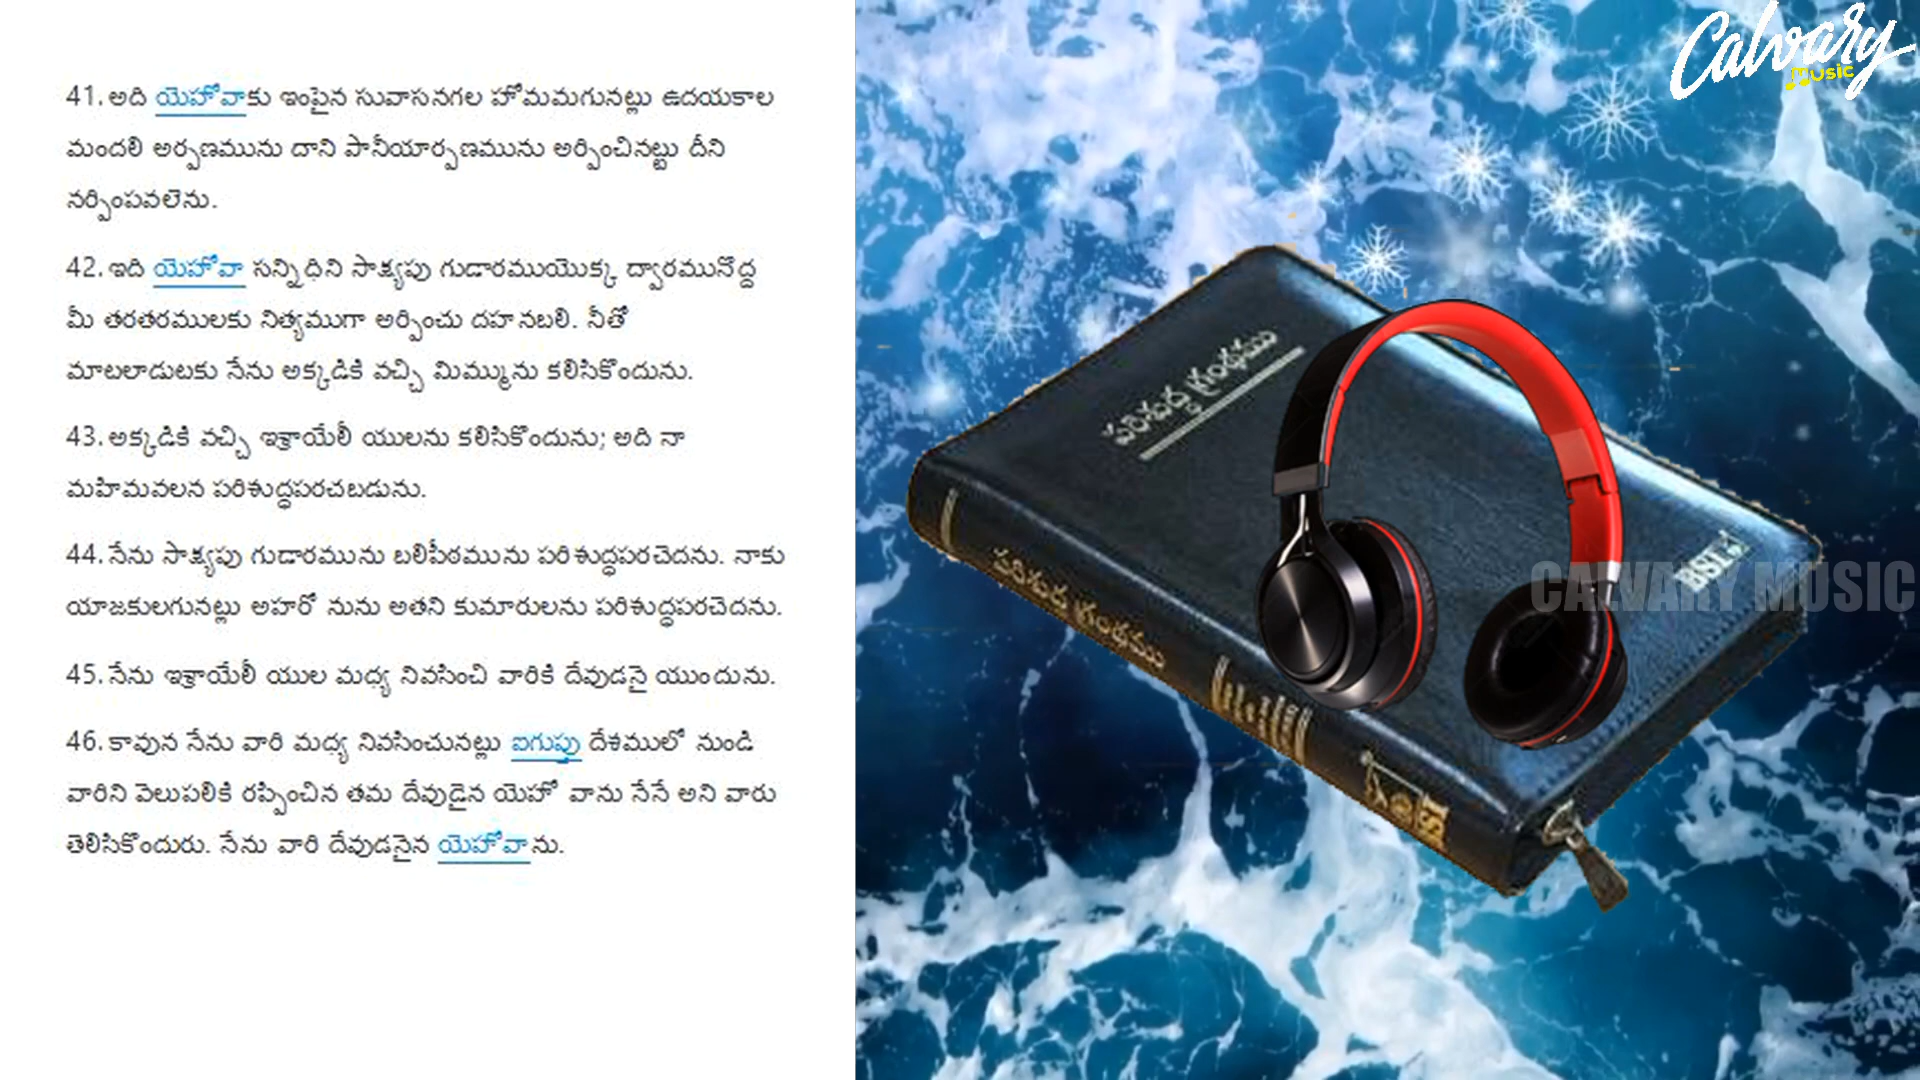 41. అది యెహోవాకు ఇంపైన సువాసనగల హోమమగునట్లు ఉదయకాల
మందలి అర్పణమును దాని పానీయార్పణమును అర్పించినట్టు దీని
నర్పింపవలెను.
42. ఇది యెహోవా సన్నిధిని సాక్ష్యపు గుడారముయొక్క ద్వారమునొద్ద
మీ తరతరములకు నిత్యముగా అర్పించు దహనబలి. నీతో
మాటలాడుటకు నేను అక్కడికి వచ్చి మిమ్మును కలిసికొందును.
43. అక్కడికి వచ్చి ఇశ్రాయేలీ యులను కలిసికొందును; అది నా
మహిమవలన పరిశుద్ధపరచబడును.
44. నేను సాక్ష్యపు గుడారమును బలిపీఠమును పరిశుద్ధపరచెదను. నాకు
యాజకులగునట్లు అహరో నును అతని కుమారులను పరిశుద్ధపరచెదను.
45. నేను ఇశ్రాయేలీ యుల మధ్య నివసించి వారికి దేవుడనై యుందును.
46. కావున నేను వారి మధ్య నివసించునట్లు ఐగుప్తు దేశములో నుండి
వారిని వెలుపలికి రప్పించిన తమ దేవుడైన యెహో వాను నేనే అని వారు
తెలిసికొందురు. నేను వారి దేవుడనైన యెహోవాను.
Calvary
music
పరిశుద్ధ గ్రంథము
పరిశుద్ధ గ్రంథము
BSI
CALVARY MUSIC